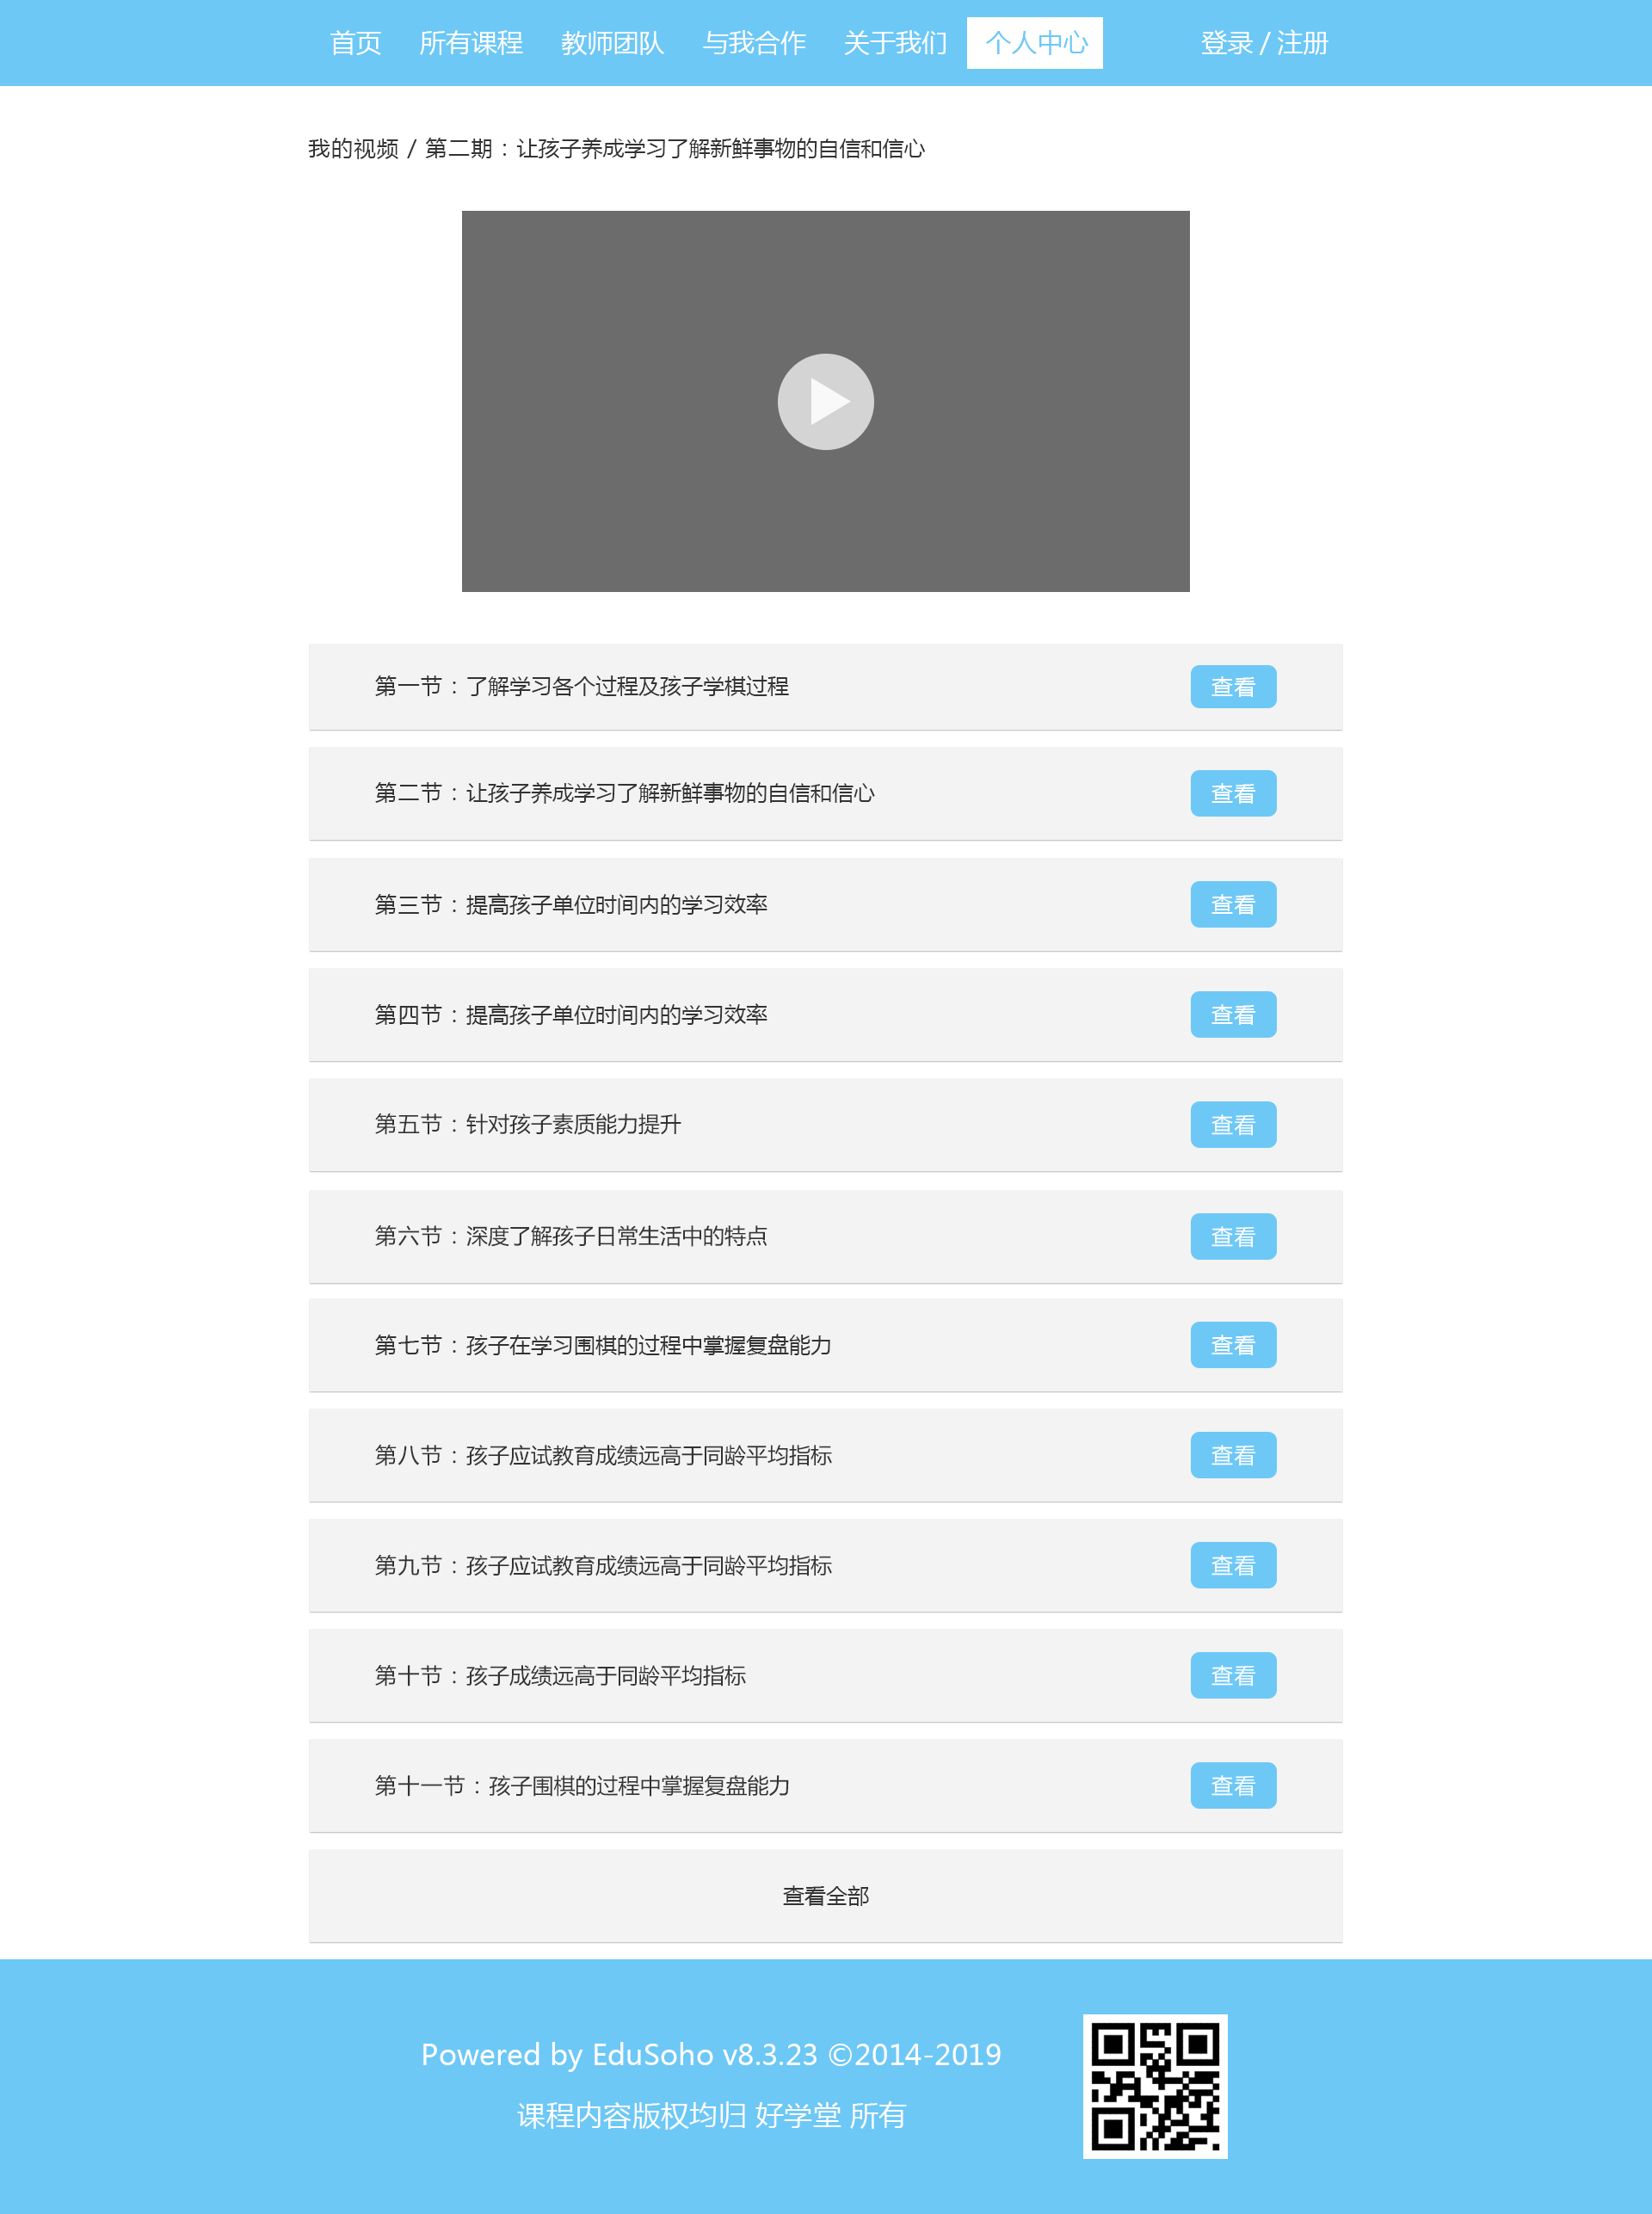 首页 所有课程 教师团队 与我合作 关于我们 个人中心 登录 / 注册
我的视频 / 第二期：让孩子养成学习了解新鲜事物的自信和信心
第一节：了解学习各个过程及孩子学棋过程 查看
第二节：让孩子养成学习了解新鲜事物的自信和信心 查看
第三节：提高孩子单位时间内的学习效率 查看
第四节：提高孩子单位时间内的学习效率 查看
第五节：针对孩子素质能力提升 查看
第六节：深度了解孩子日常生活中的特点 查看
第七节：孩子在学习围棋的过程中掌握复盘能力 查看
第八节：孩子应试教育成绩远高于同龄平均指标 查看
第九节：孩子应试教育成绩远高于同龄平均指标 查看
第十节：孩子成绩远高于同龄平均指标 查看
第十一节：孩子围棋的过程中掌握复盘能力 查看
查看全部
Powered by EduSoho v8.3.23 ©2014-2019
课程内容版权均归 好学堂 所有